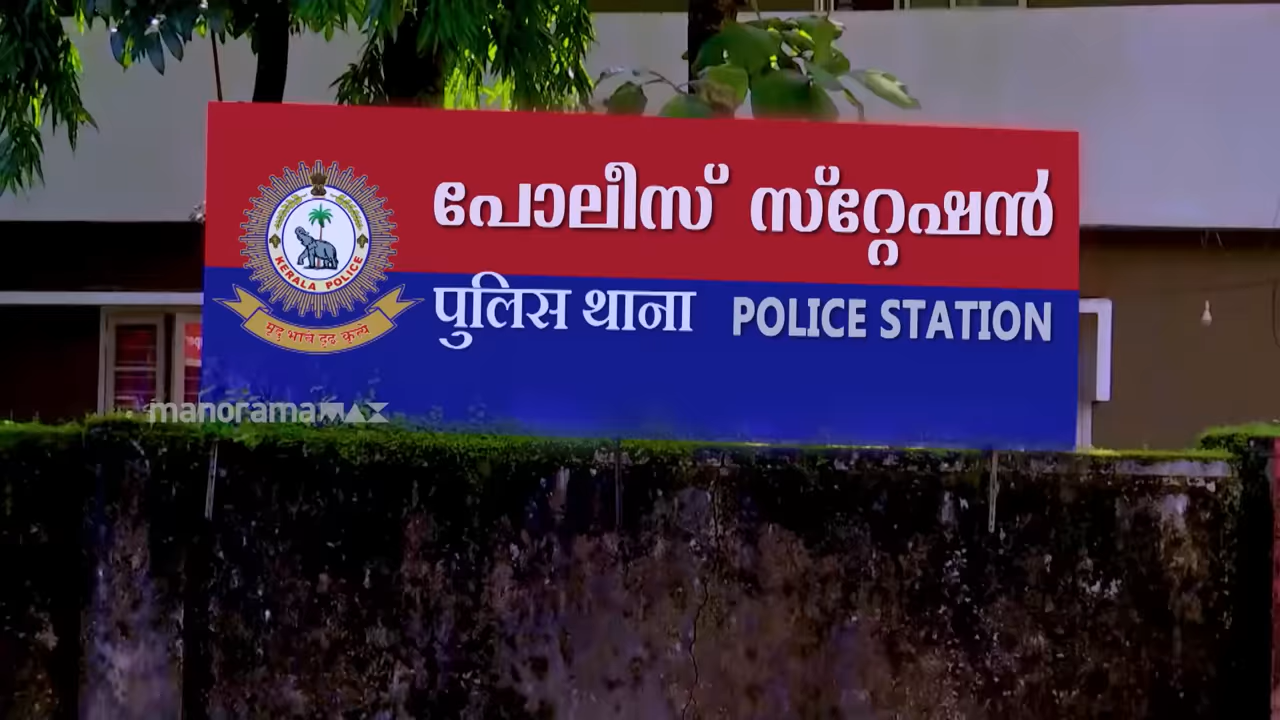 പോലീസ് സ്റ്റേഷൻ
पुलिस थाना POLICE STATION
KERALA POLICE
मृदु भावे दृढ कृत्ये
manoramaMAX